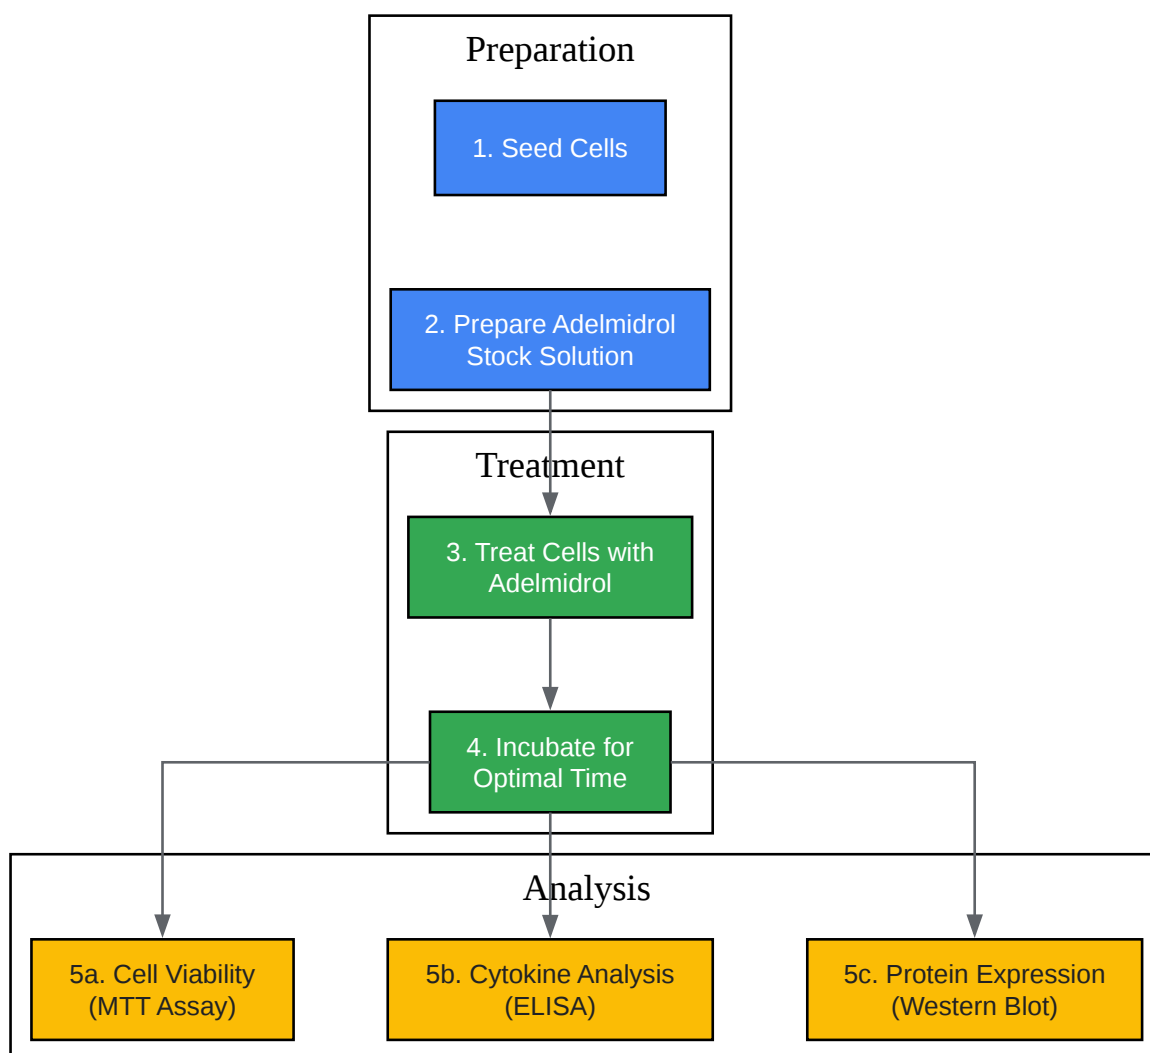 Preparation
1. Seed Cells
2. Prepare Adelmidrol
Stock Solution
Treatment
3. Treat Cells with
Adelmidrol
4. Incubate for
Optimal Time
Analysis
5a. Cell Viability
(MTT Assay)
5b. Cytokine Analysis
(ELISA)
5c. Protein Expression
(Western Blot)